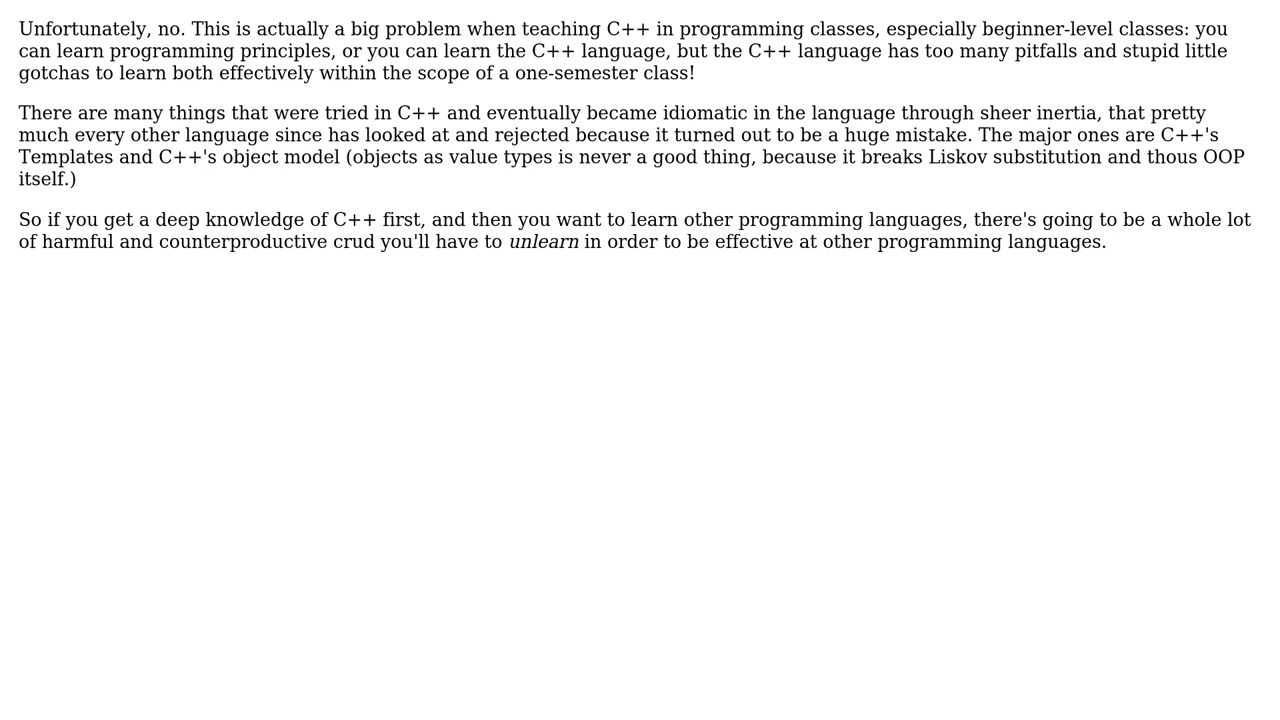 Unfortunately, no. This is actually a big problem when teaching C++ in programming classes, especially beginner-level classes: you
can learn programming principles, or you can learn the C++ language, but the C++ language has too many pitfalls and stupid little
gotchas to learn both effectively within the scope of a one-semester class!
There are many things that were tried in C++ and eventually became idiomatic in the language through sheer inertia, that pretty
much every other language since has looked at and rejected because it turned out to be a huge mistake. The major ones are C++'s
Templates and C++'s object model (objects as value types is never a good thing, because it breaks Liskov substitution and thous OOP
itself.)
So if you get a deep knowledge of C++ first, and then you want to learn other programming languages, there's going to be a whole lot
of harmful and counterproductive crud you'll have to unlearn in order to be effective at other programming languages.